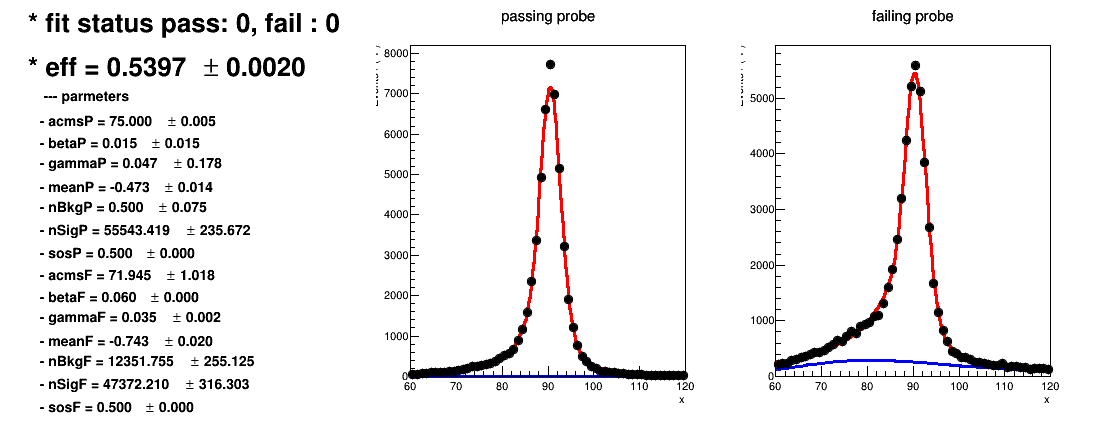 * fit status pass: 0, fail : 0
* eff = 0.5397 ± 0.0020
--- parmeters
- acmsP = 75.000 ± 0.005
- betaP = 0.015 ± 0.015
- gammaP = 0.047 ± 0.178
- meanP = -0.473 ± 0.014
- nBkgP = 0.500 ± 0.075
- nSigP = 55543.419 ± 235.672
- sosP = 0.500 ± 0.000
- acmsF = 71.945 ± 1.018
- betaF = 0.060 ± 0.000
- gammaF = 0.035 ± 0.002
- meanF = -0.743 ± 0.020
- nBkgF = 12351.755 ± 255.125
- nSigF = 47372.210 ± 316.303
- sosF = 0.500 ± 0.000
passing probe
8000
7000
6000
5000
4000
3000
2000
1000
0
60 70 80 90 100 110 120
x
failing probe
5000
4000
3000
2000
1000
0
60 70 80 90 100 110 120
x